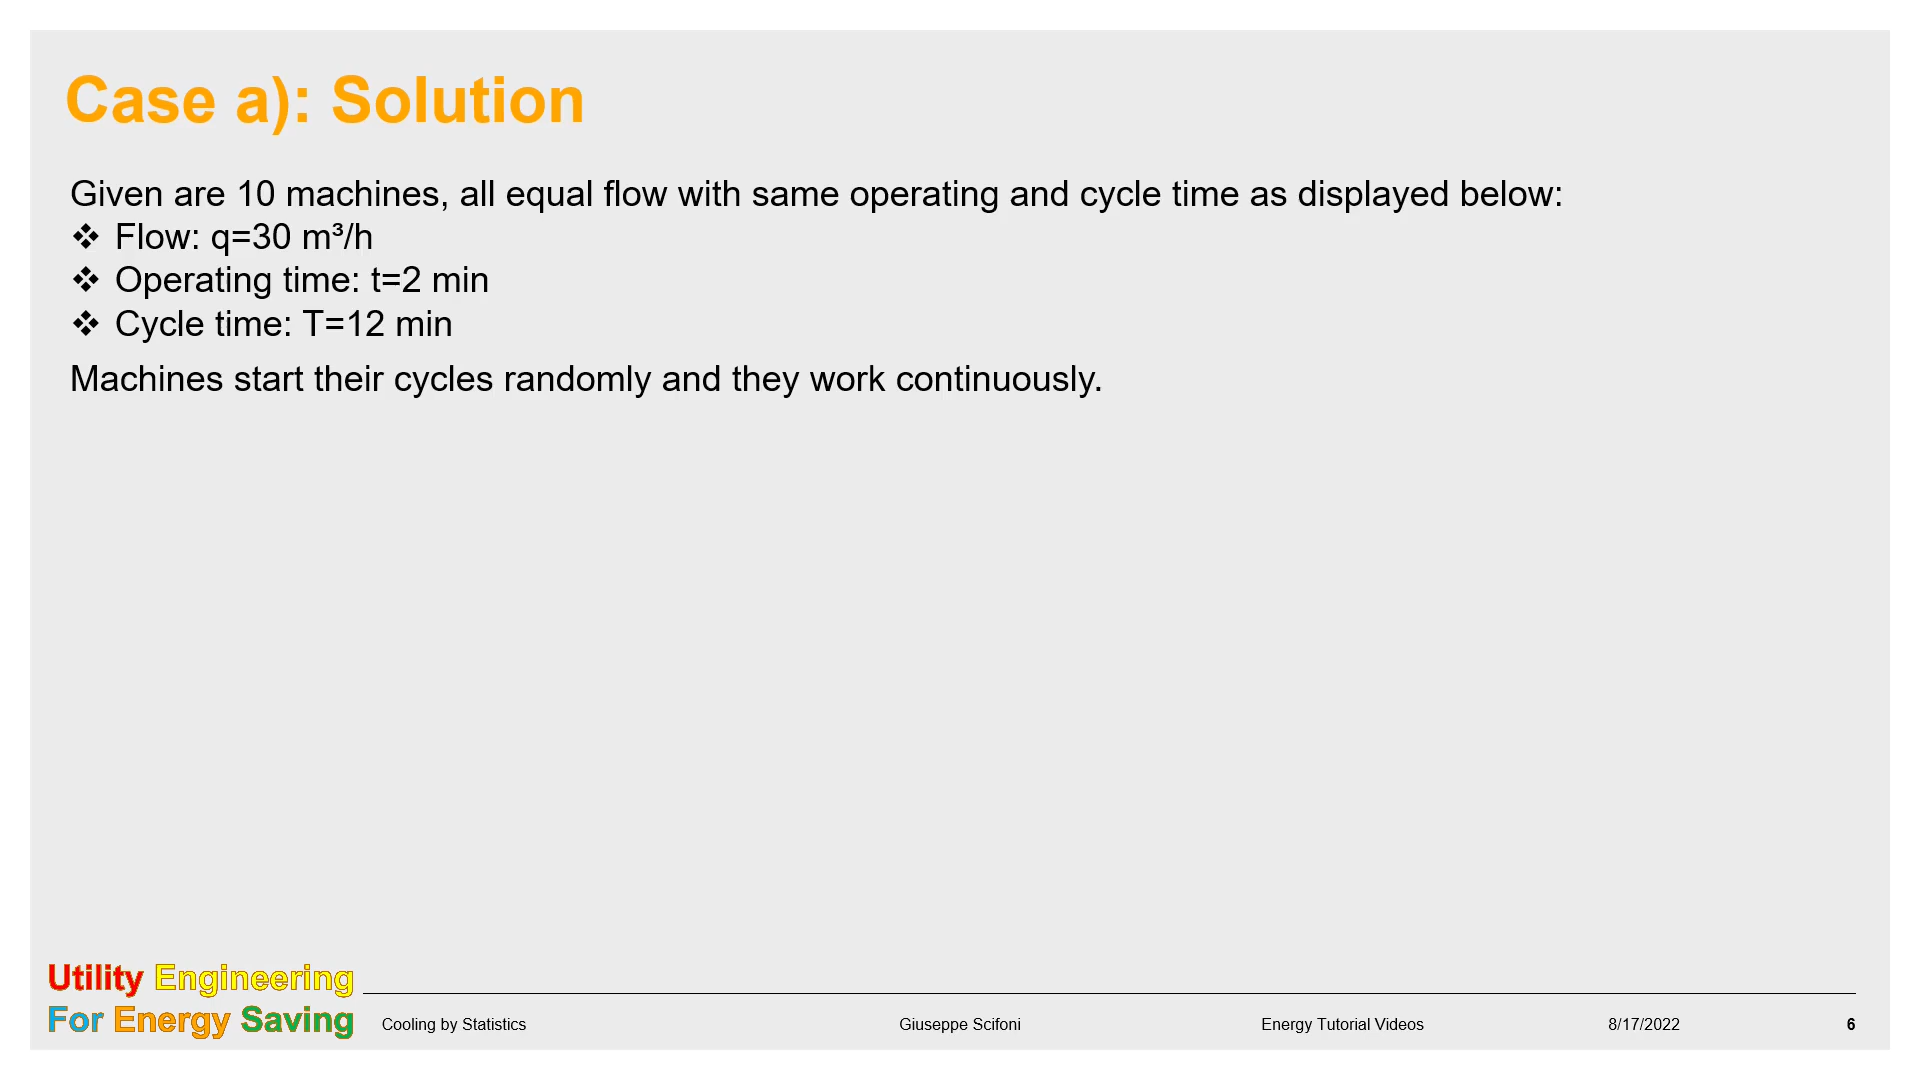 Case a): Solution
Given are 10 machines, all equal flow with same operating and cycle time as displayed below:
❖ Flow: q=30 m³/h
❖ Operating time: t=2 min
❖ Cycle time: T=12 min
Machines start their cycles randomly and they work continuously.
Utility Engineering
For Energy Saving
Cooling by Statistics
Giuseppe Scifoni
Energy Tutorial Videos
8/17/2022
6